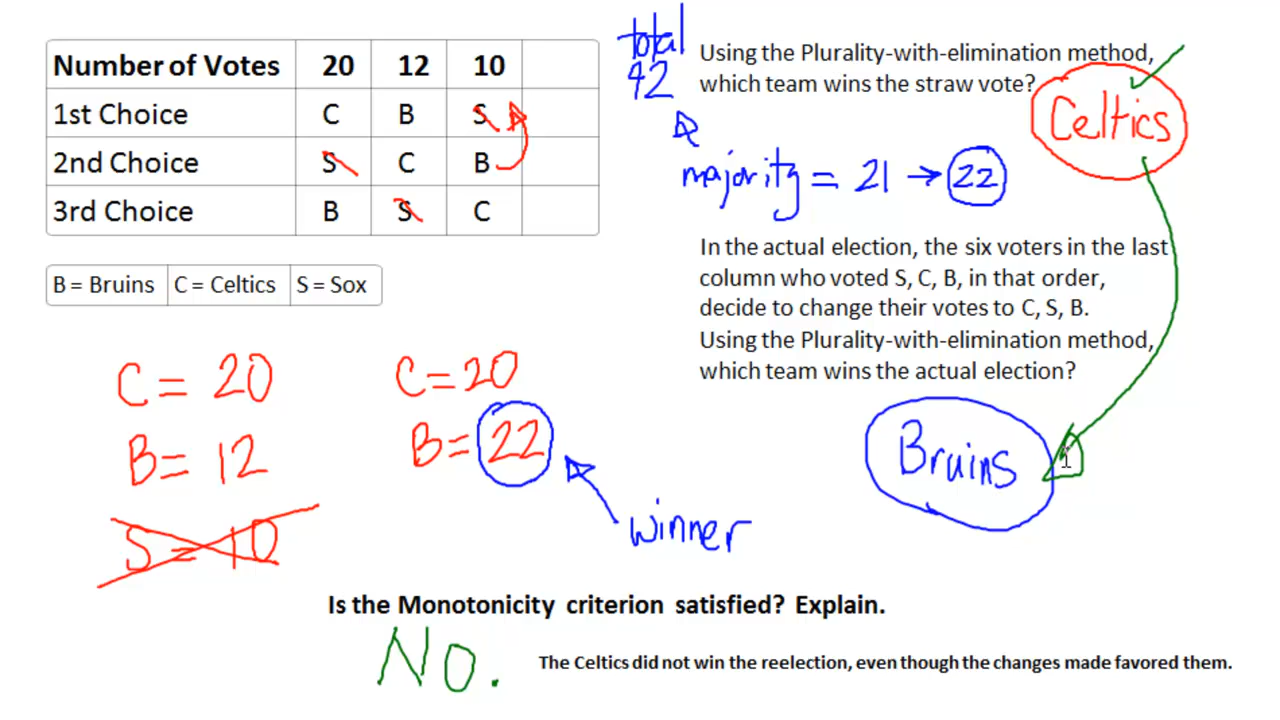 total
42
Number of Votes 20 12 10
1st Choice C B S
2nd Choice S C B
3rd Choice B S C
B = Bruins C = Celtics S = Sox
Using the Plurality-with-elimination method,
which team wins the straw vote?
Celtics
majority = 21 → 22
In the actual election, the six voters in the last
column who voted S, C, B, in that order,
decide to change their votes to C, S, B.
Using the Plurality-with-elimination method,
which team wins the actual election?
Bruins
C = 20
B = 12
S = 10
C = 20
B = 22
winner
Is the Monotonicity criterion satisfied? Explain.
NO.
The Celtics did not win the reelection, even though the changes made favored them.